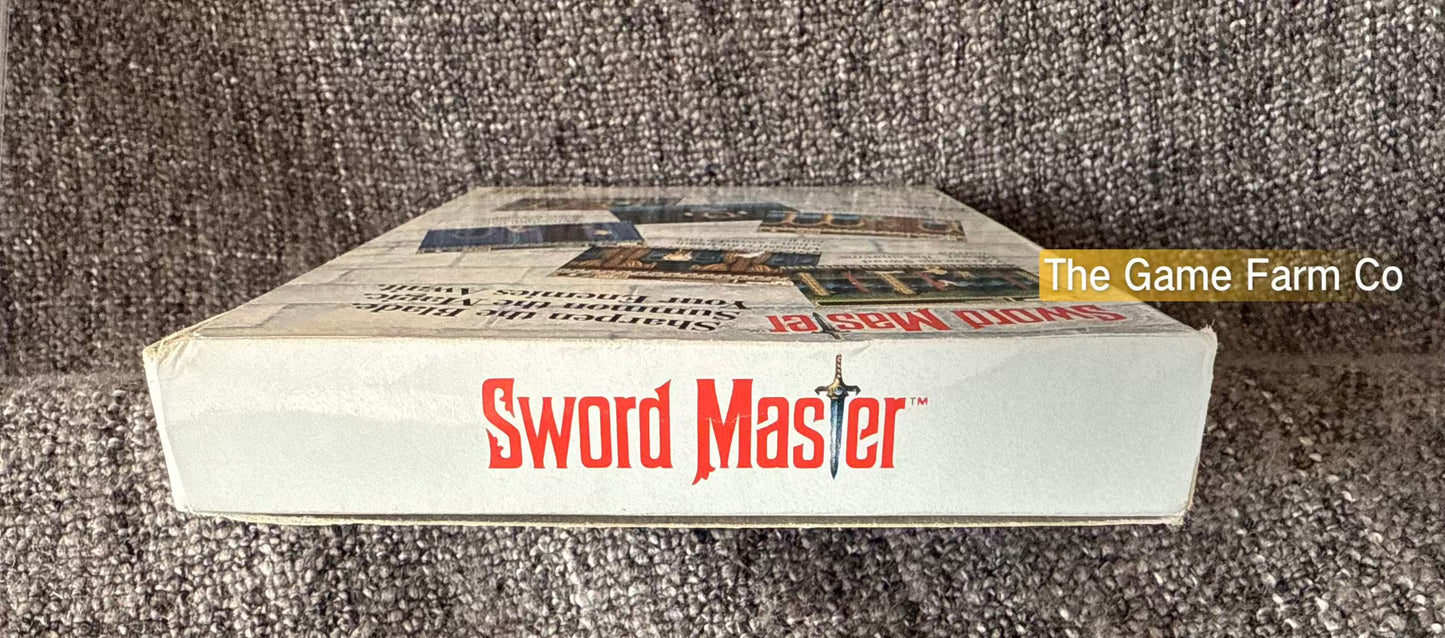 The Game Farm Co
Sharpen the Blade
Summon the Magic
Your Enemies Await
Sword Master
Sword Master™